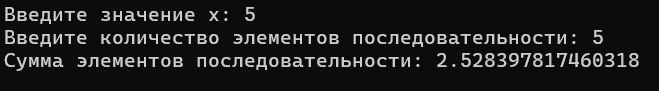 Введите значение x: 5
Введите количество элементов последовательности: 5
Сумма элементов последовательности: 2.528397817460318